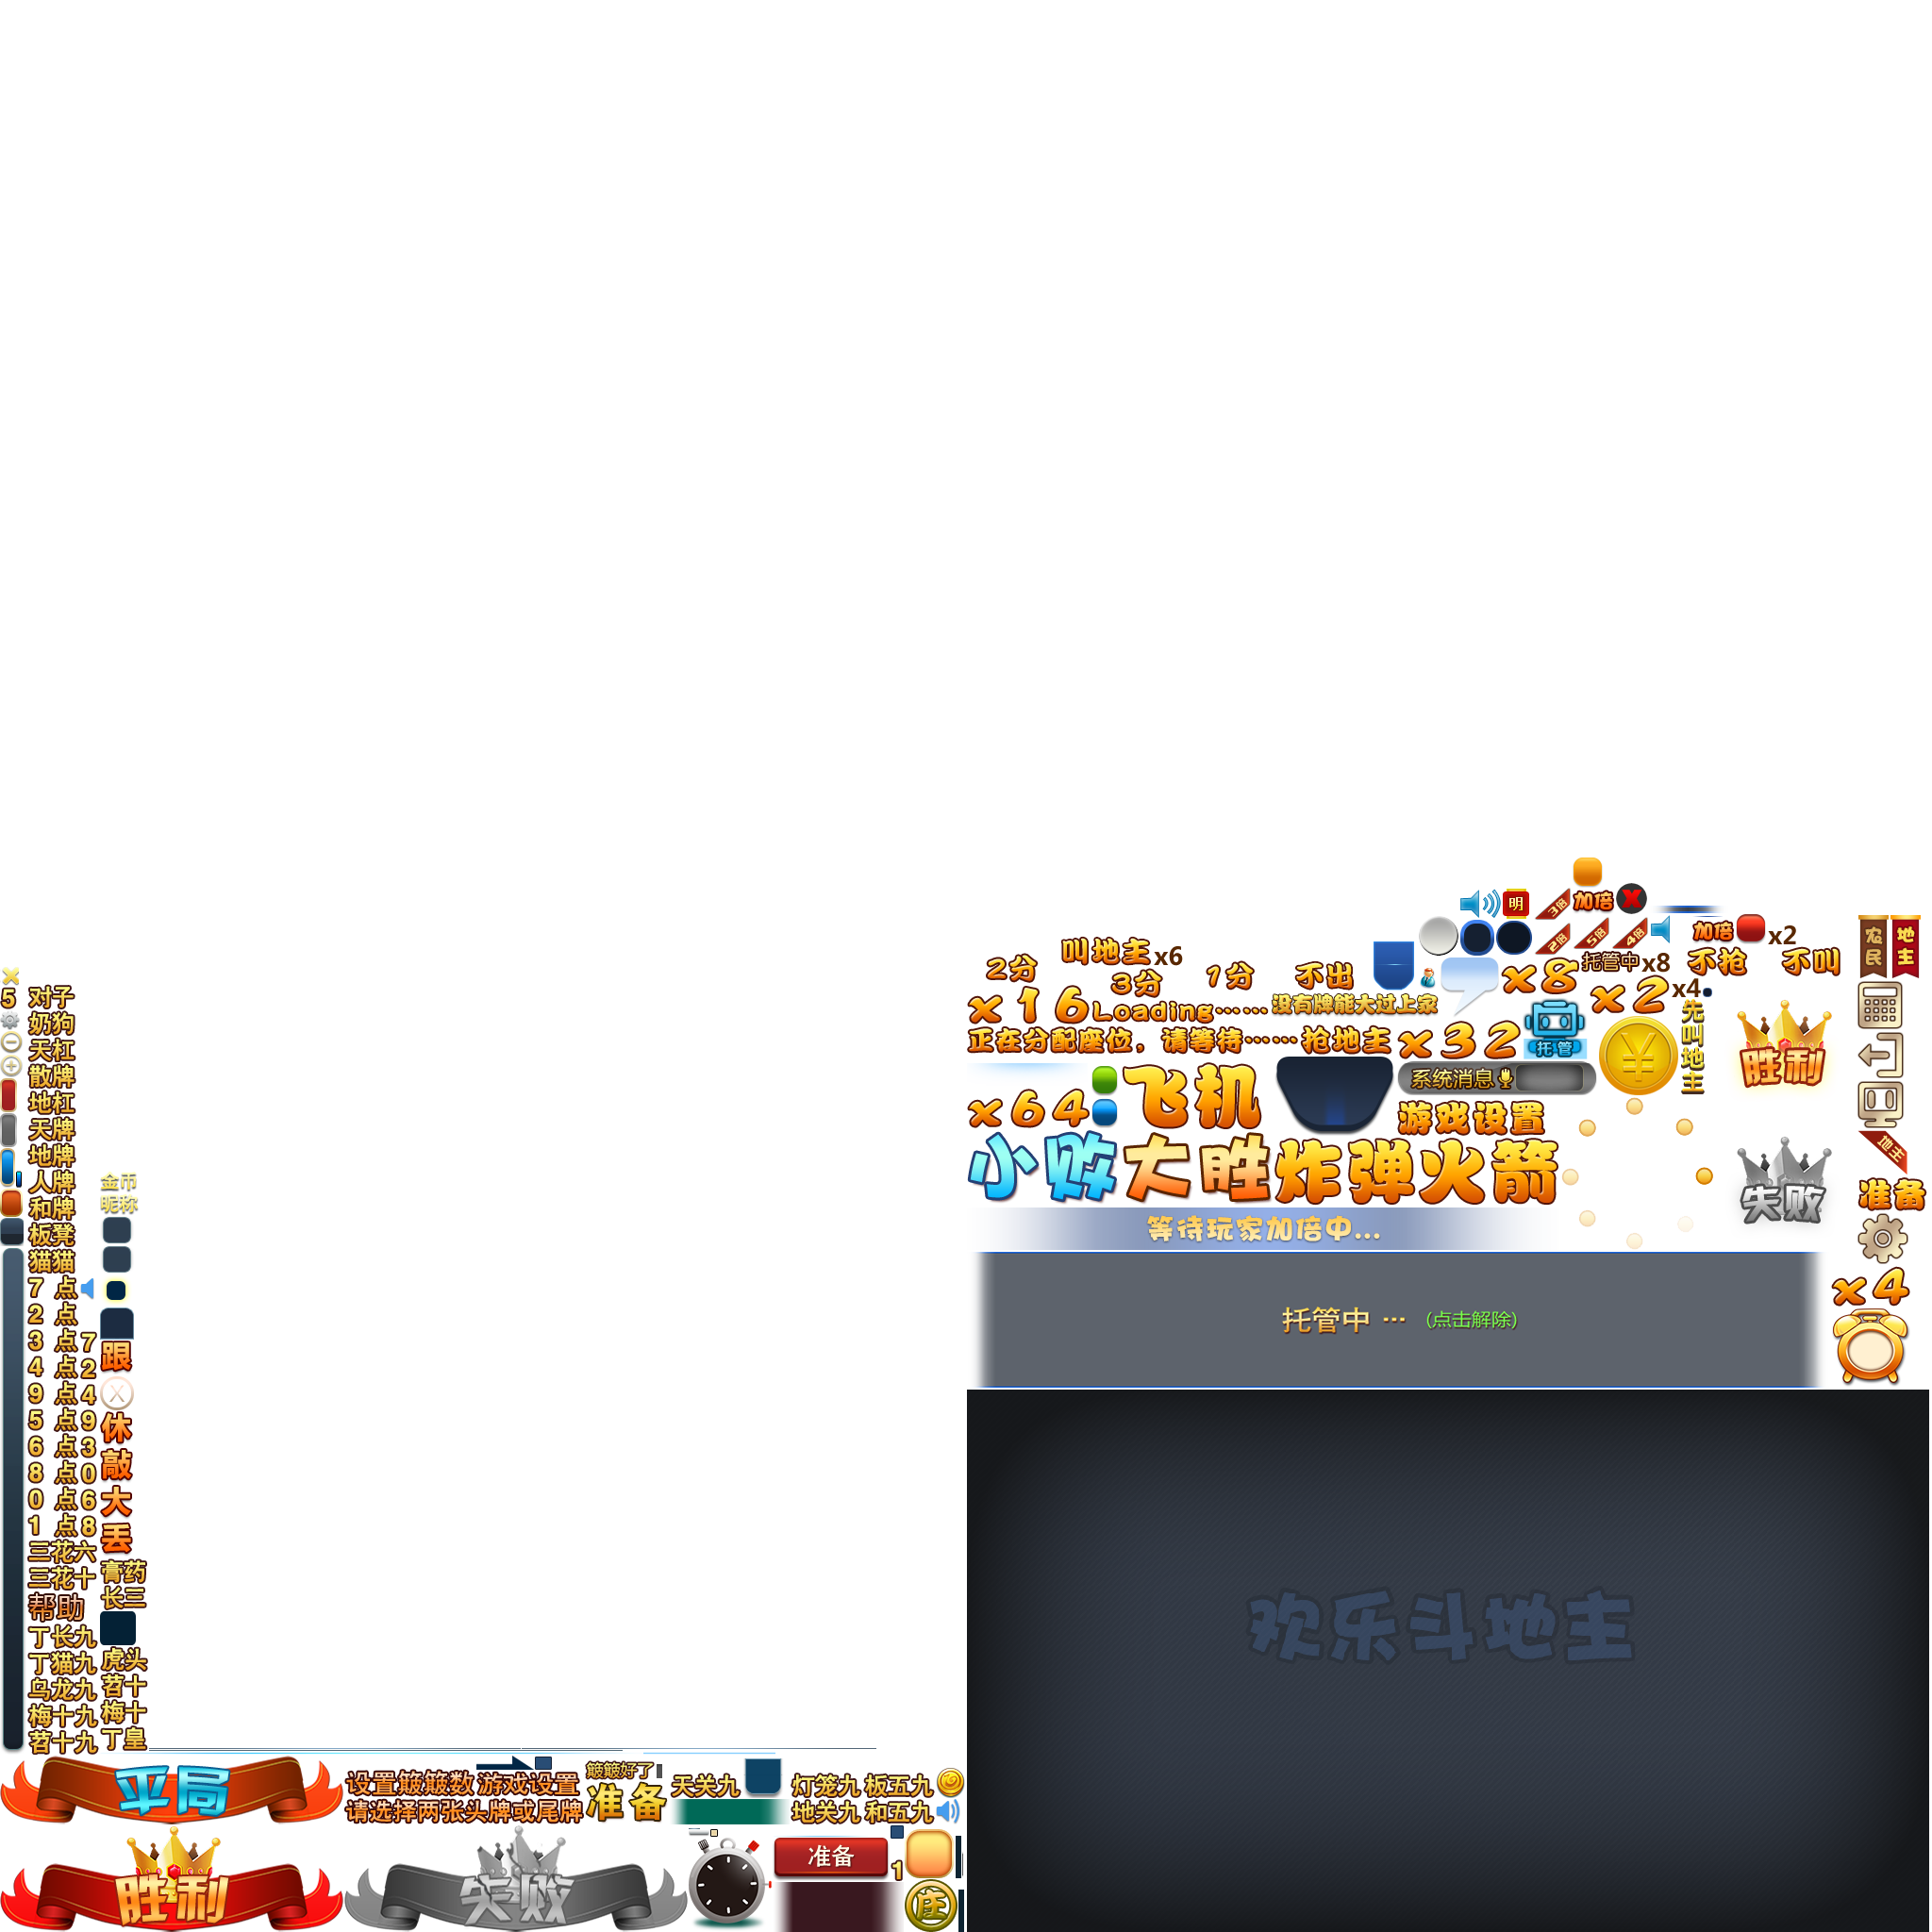 5
对子
奶狗
天杠
散牌
地杠
天牌
地牌
人牌
和牌
板凳
猫猫
7 点
2 点
3 点
4 点
9 点
5 点
6 点
8 点
0 点
1 点
三花六
三花十
帮助
丁长九
丁猫九
乌龙九
梅十九
苕十九
7
2
4
9
3
0
6
8
金币
昵称
跟
X
休
敲
大
丢
膏药
长三
虎头
苕十
梅十
丁皇
平局
胜利
设置簸簸数
游戏设置
请选择两张头牌或尾牌
失败
簸簸好了
准备
天关九
灯笼九
板五九
地关九
和五九
准备
1
庄
明
3倍
加倍
X
2倍
5倍
4倍
加倍
x2
农民
地主
2分
叫地主
x6
3分
1分
不出
x8
托管中
x8
不抢
不叫
x16
Loading……
没有牌能大过上家
x2
x4
正在分配座位，请等待……
抢地主
x32
托管
¥
先叫地主
胜利
x64
飞机
系统消息
游戏设置
地主
小败
大胜
炸弹
火箭
失败
准备
等待玩家加倍中...
x4
托管中 ··· (点击解除)
欢乐斗地主